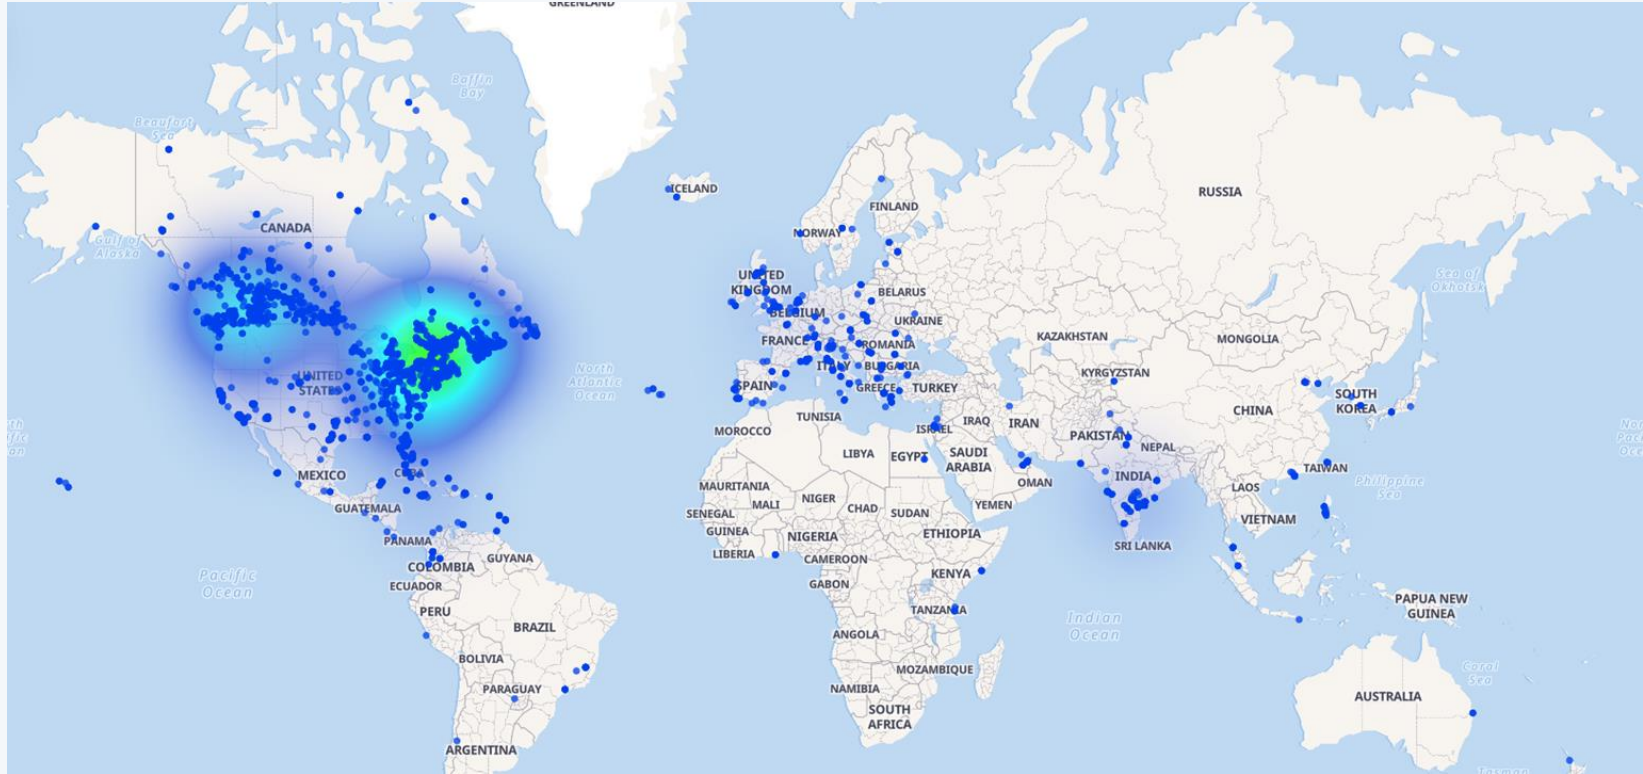 GREENLAND
Baffin
Bay
Beaufort
Sea
ICELAND
RUSSIA
FINLAND
CANADA
NORWAY
Gulf of
Alaska
UNITED
KINGDOM
Sea of
Okhotsk
BELARUS
BELGIUM
UKRAINE
FRANCE
ROMANIA
KAZAKHSTAN
MONGOLIA
North
Atlantic
Ocean
ITALY
BULGARIA
KYRGYZSTAN
UNITED
STATES
SPAIN
GREECE
TURKEY
SOUTH
KOREA
CHINA
TUNISIA
MOROCCO
ISRAEL
IRAQ
IRAN
PAKISTAN
NEPAL
LIBYA
EGYPT
SAUDI
ARABIA
MEXICO
CUBA
INDIA
TAIWAN
OMAN
Philippine
Sea
MAURITANIA
MALI
NIGER
CHAD
SUDAN
YEMEN
LAOS
GUATEMALA
SENEGAL
VIETNAM
GUINEA
NIGERIA
ETHIOPIA
PANAMA
LIBERIA
CAMEROON
SRI LANKA
GUYANA
COLOMBIA
GABON
KENYA
Pacific
Ocean
ECUADOR
PERU
TANZANIA
PAPUA NEW
GUINEA
BRAZIL
ANGOLA
Indian
Ocean
BOLIVIA
MOZAMBIQUE
Coral
Sea
PARAGUAY
NAMIBIA
AUSTRALIA
SOUTH
AFRICA
ARGENTINA
Tasman